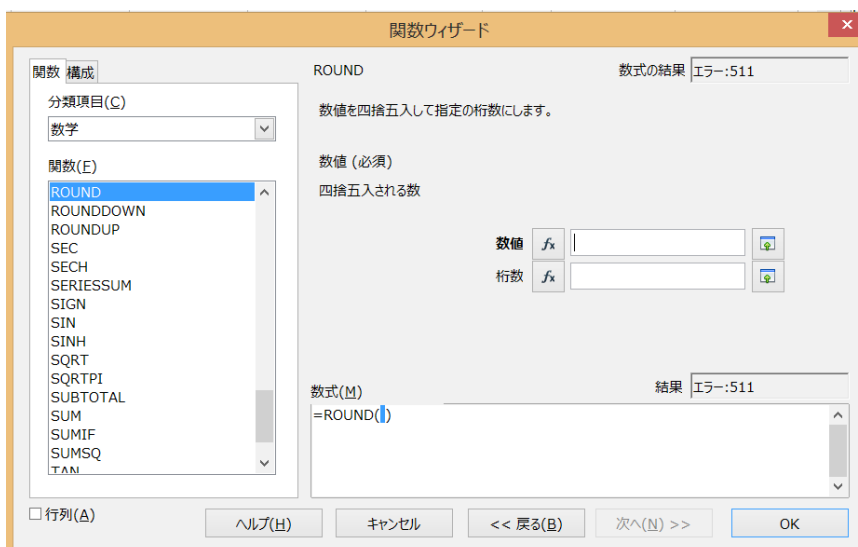 関数ウィザード
関数 構成
分類項目(C)
数学
関数(F)
ROUND
ROUNDDOWN
ROUNDUP
SEC
SECH
SERIESSUM
SIGN
SIN
SINH
SQRT
SQRTPI
SUBTOTAL
SUM
SUMIF
SUMSQ
TAN
ROUND
数式の結果 エラー:511
数値を四捨五入して指定の桁数にします。
数値 (必須)
四捨五入される数
数値 fx
桁数 fx
数式(M)
結果 エラー:511
=ROUND( )
行列(A)
ヘルプ(H)
キャンセル
<< 戻る(B)
次へ(N) >>
OK